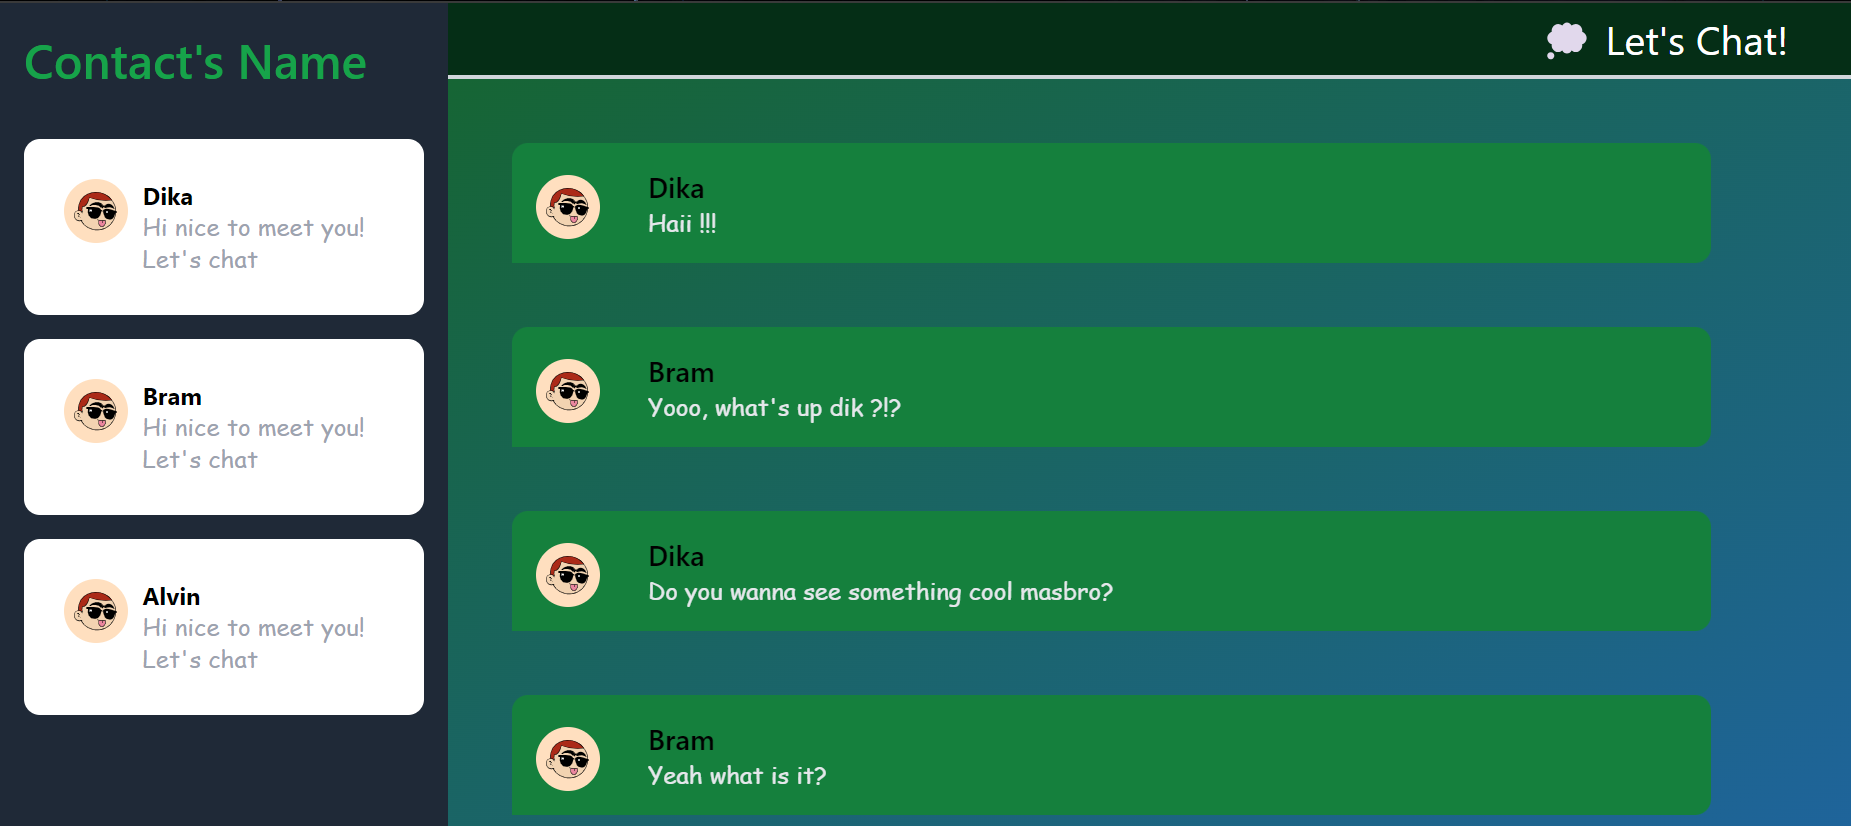 Contact's Name
Dika
Hi nice to meet you!
Let's chat
Bram
Hi nice to meet you!
Let's chat
Alvin
Hi nice to meet you!
Let's chat
Let's Chat!
Dika
Haii !!!
Bram
Yooo, what's up dik ?!?
Dika
Do you wanna see something cool masbro?
Bram
Yeah what is it?